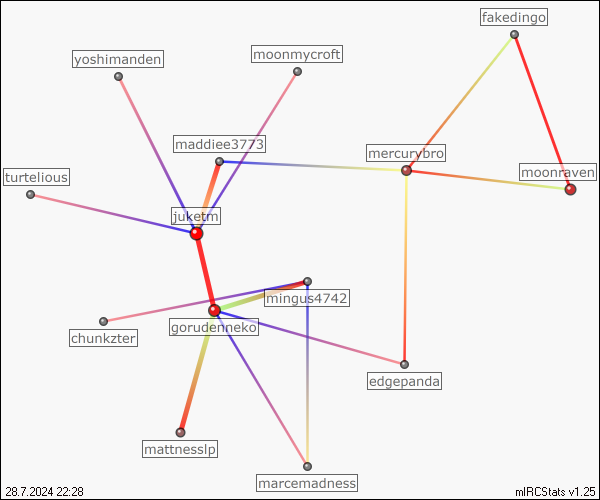 fakedingo
yoshimanden
moonmycroft
maddiee3773
mercurybro
turtelious
moonraven
juketm
mingus4742
gorudenneko
chunkzter
edgepanda
mattnesslp
marcemadness
28.7.2024 22:28
mIRCStats v1.25